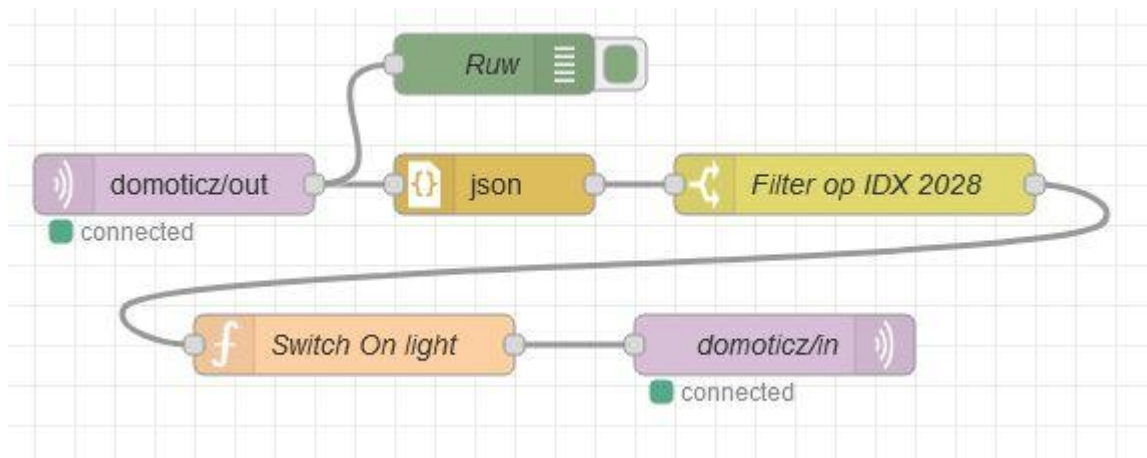 Ruw
domoticz/out
json
Filter op IDX 2028
connected
Switch On light
domoticz/in
connected